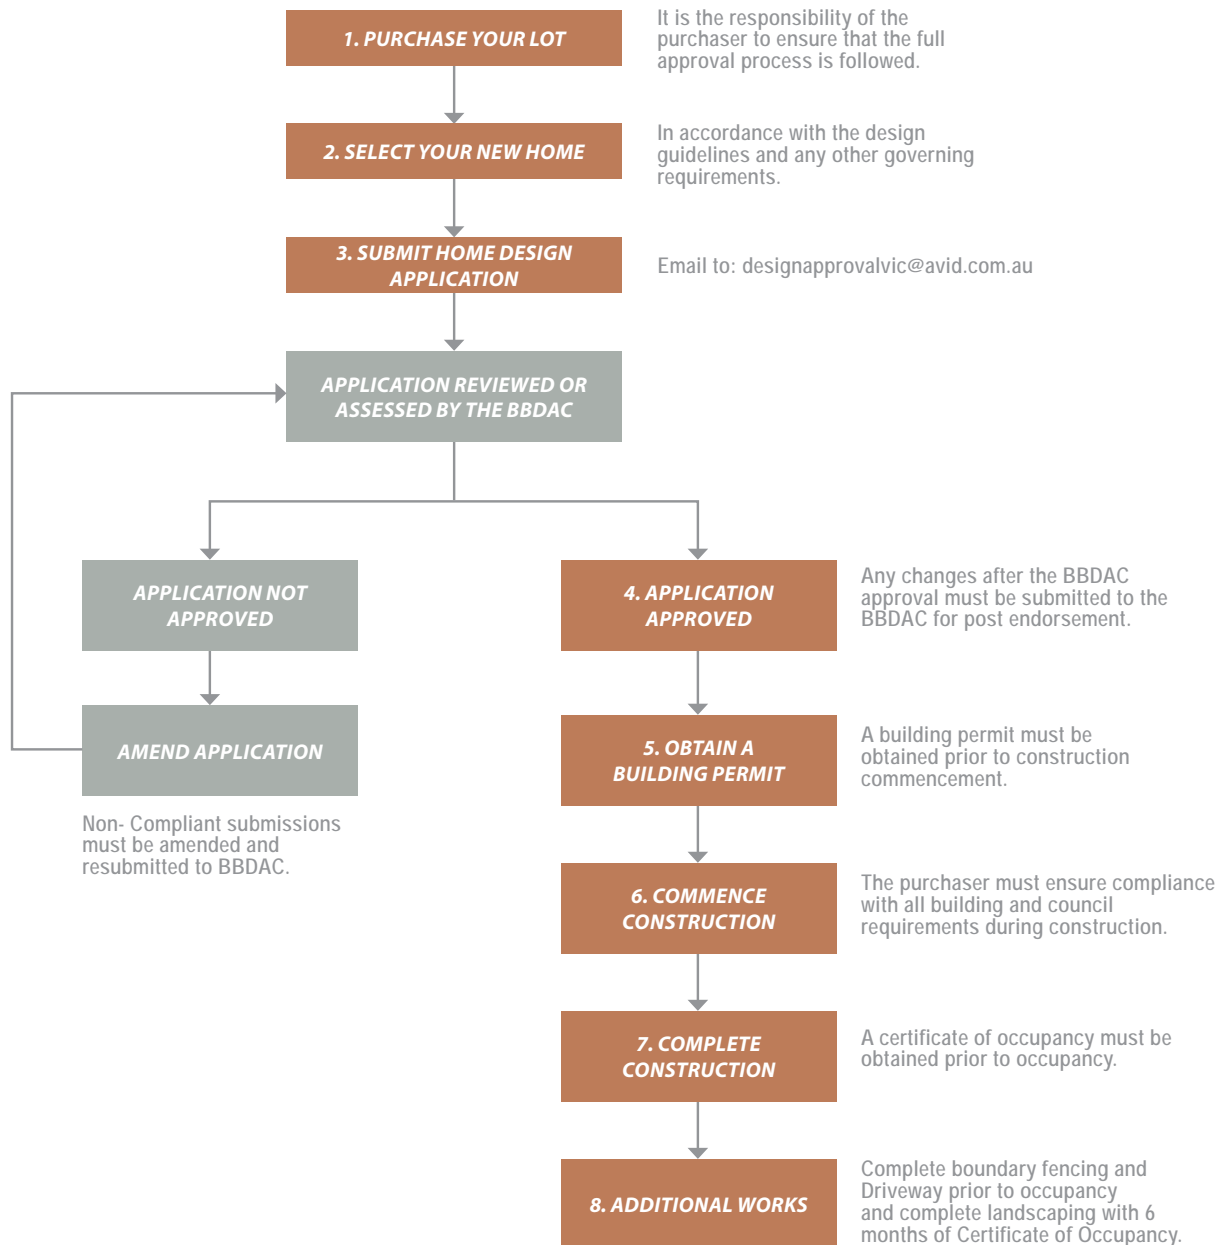 1. PURCHASE YOUR LOT
It is the responsibility of the
purchaser to ensure that the full
approval process is followed.
2. SELECT YOUR NEW HOME
In accordance with the design
guidelines and any other governing
requirements.
3. SUBMIT HOME DESIGN
APPLICATION
Email to: designapprovalvic@avid.com.au
APPLICATION REVIEWED OR
ASSESSED BY THE BBDAC
APPLICATION NOT
APPROVED
AMEND APPLICATION
Non- Compliant submissions
must be amended and
resubmitted to BBDAC.
4. APPLICATION
APPROVED
Any changes after the BBDAC
approval must be submitted to the
BBDAC for post endorsement.
5. OBTAIN A
BUILDING PERMIT
A building permit must be
obtained prior to construction
commencement.
6. COMMENCE
CONSTRUCTION
The purchaser must ensure compliance
with all building and council
requirements during construction.
7. COMPLETE
CONSTRUCTION
A certificate of occupancy must be
obtained prior to occupancy.
8. ADDITIONAL WORKS
Complete boundary fencing and
Driveway prior to occupancy
and complete landscaping with 6
months of Certificate of Occupancy.